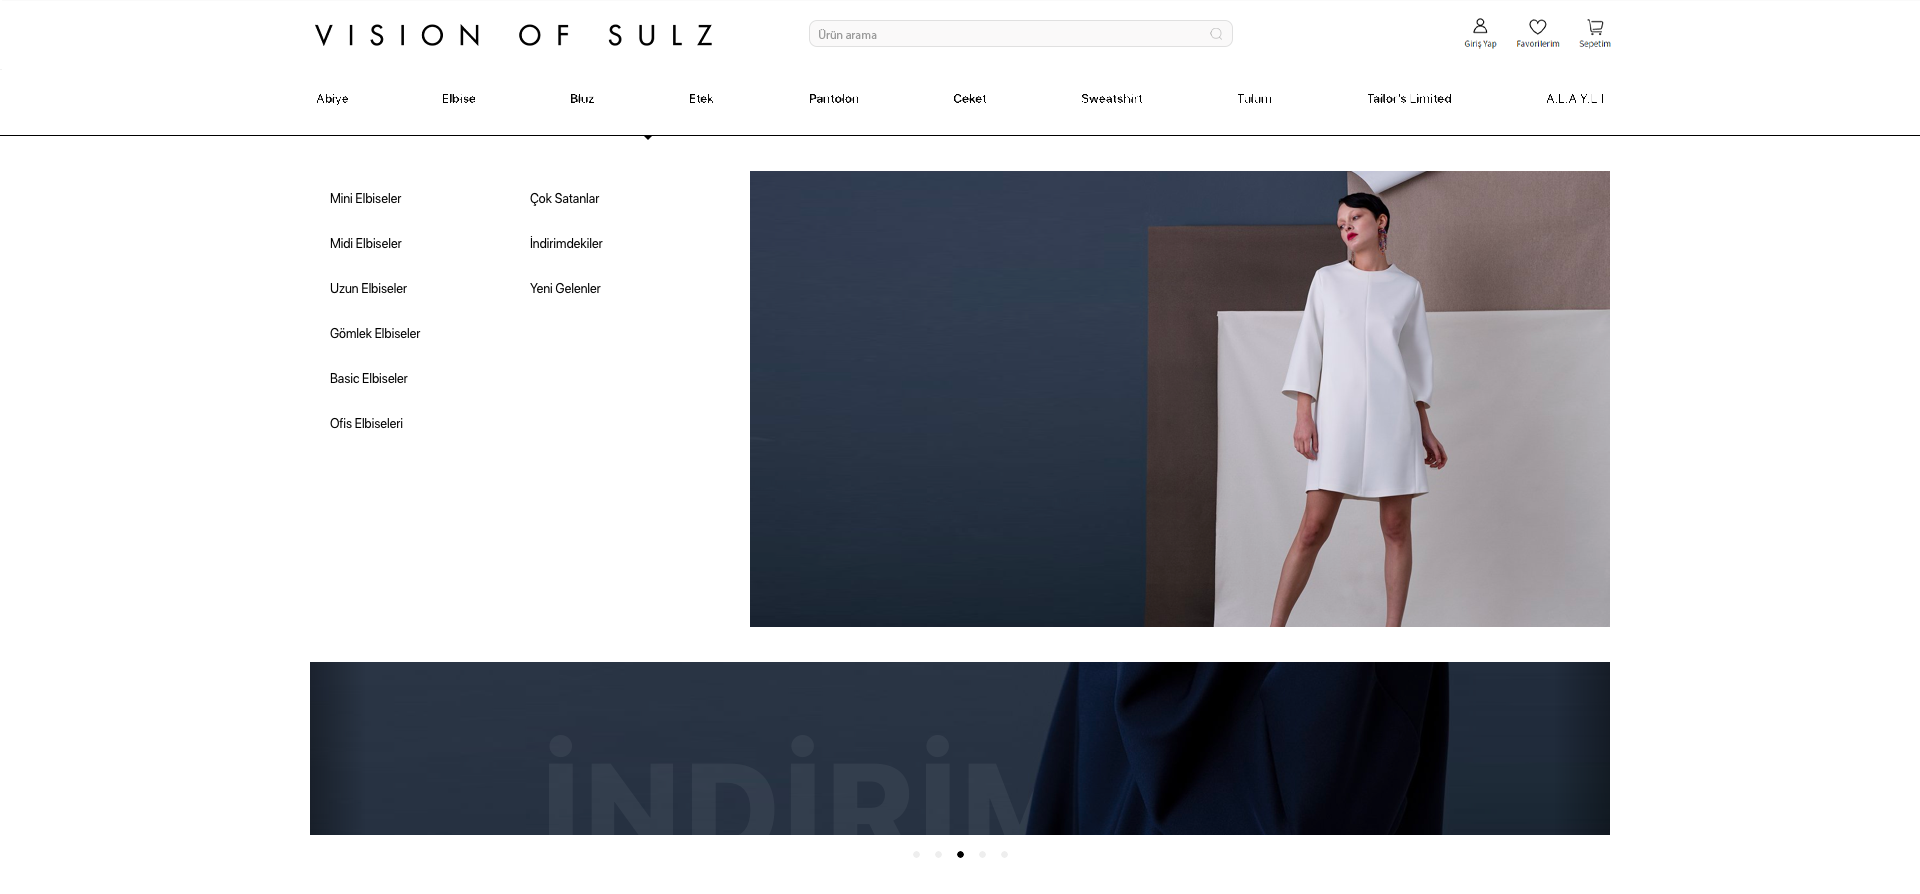 VISION OF SULZ
Ürün arama
Giriş Yap
Favorilerim
Sepetim
Abiye
Elbise
Bluz
Etek
Pantolon
Ceket
Sweatshirt
Tulum
Tailor's Limited
A.L.A.Y.L.I
Mini Elbiseler
Midi Elbiseler
Uzun Elbiseler
Gömlek Elbiseler
Basic Elbiseler
Ofis Elbiseleri
Çok Satanlar
İndirimdekiler
Yeni Gelenler
İNDİRİM